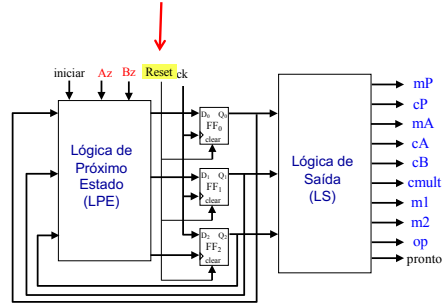 iniciar Az Bz Reset ck
Lógica de
Próximo
Estado
(LPE)
D0 Q0
FF0
clear
D1 Q1
FF1
clear
D2 Q2
FF2
clear
Lógica de
Saída
(LS)
mP
cP
mA
cA
cB
cmult
m1
m2
op
pronto